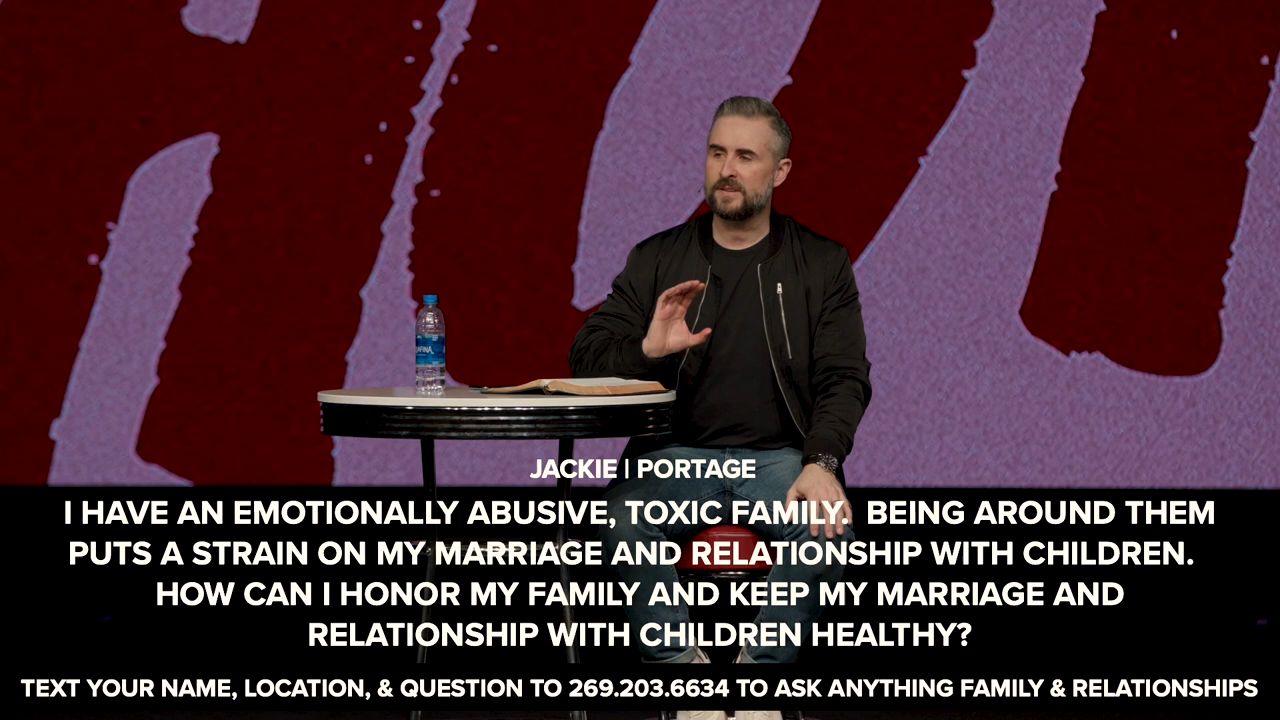 JACKIE | PORTAGE
I HAVE AN EMOTIONALLY ABUSIVE, TOXIC FAMILY. BEING AROUND THEM
PUTS A STRAIN ON MY MARRIAGE AND RELATIONSHIP WITH CHILDREN.
HOW CAN I HONOR MY FAMILY AND KEEP MY MARRIAGE AND
RELATIONSHIP WITH CHILDREN HEALTHY?
TEXT YOUR NAME, LOCATION, & QUESTION TO 269.203.6634 TO ASK ANYTHING FAMILY & RELATIONSHIPS